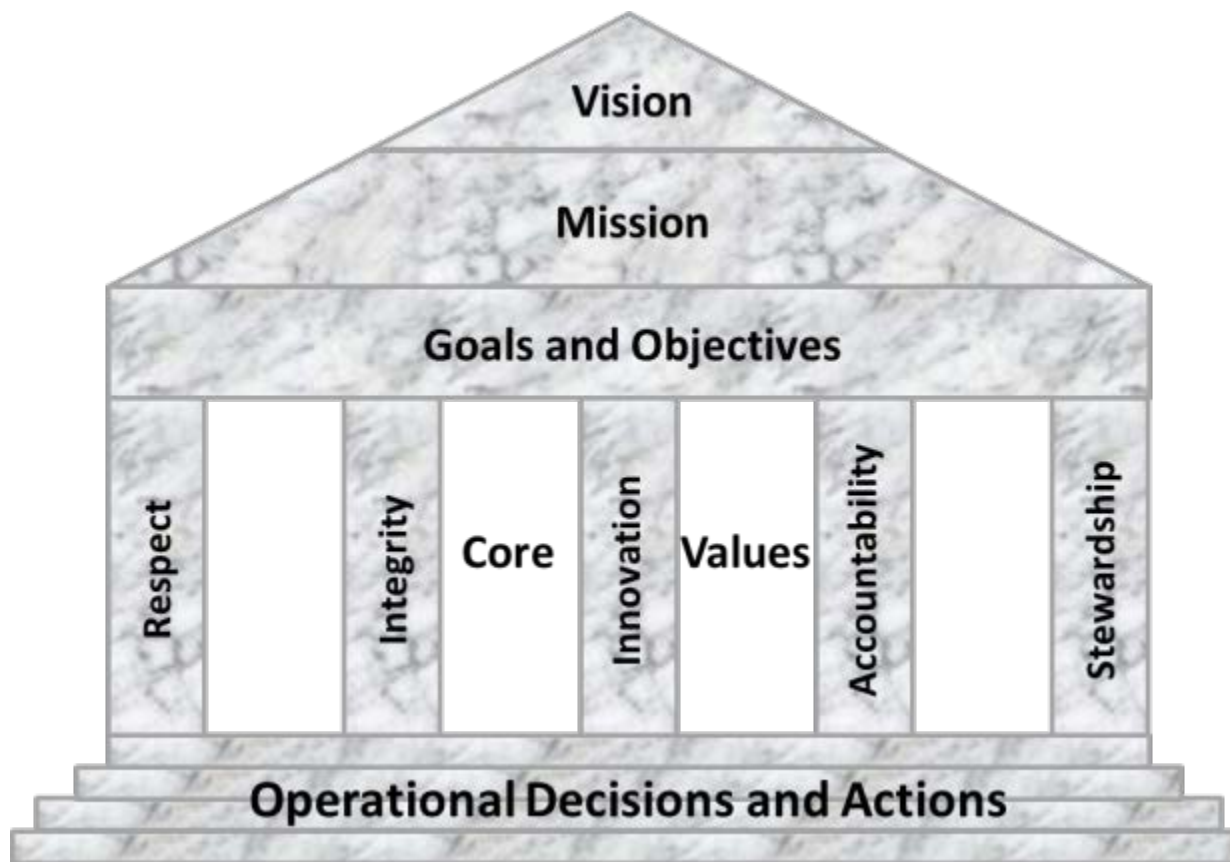 Vision
Mission
Goals and Objectives
Respect
Integrity
Core
Innovation
Values
Accountability
Stewardship
Operational Decisions and Actions